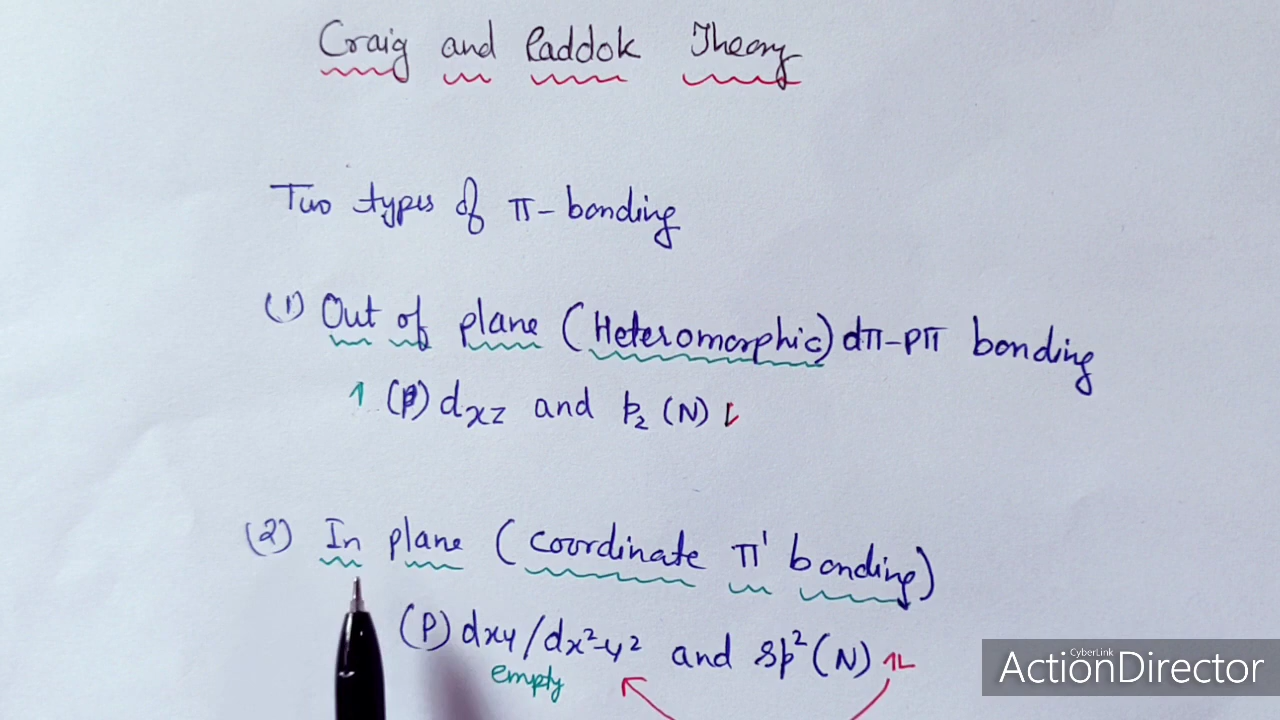 Craig and Paddok Theory
Two types of π-bonding
(1) Out of plane (Heteromorphic) dπ-pπ bonding
↿ (P) dxz and pz (N) ⇂
(2) In plane (coordinate π' bonding)
(P) dxy/dx²-y² and sp² (N) ↿⇂
empty
CyberLink
ActionDirector